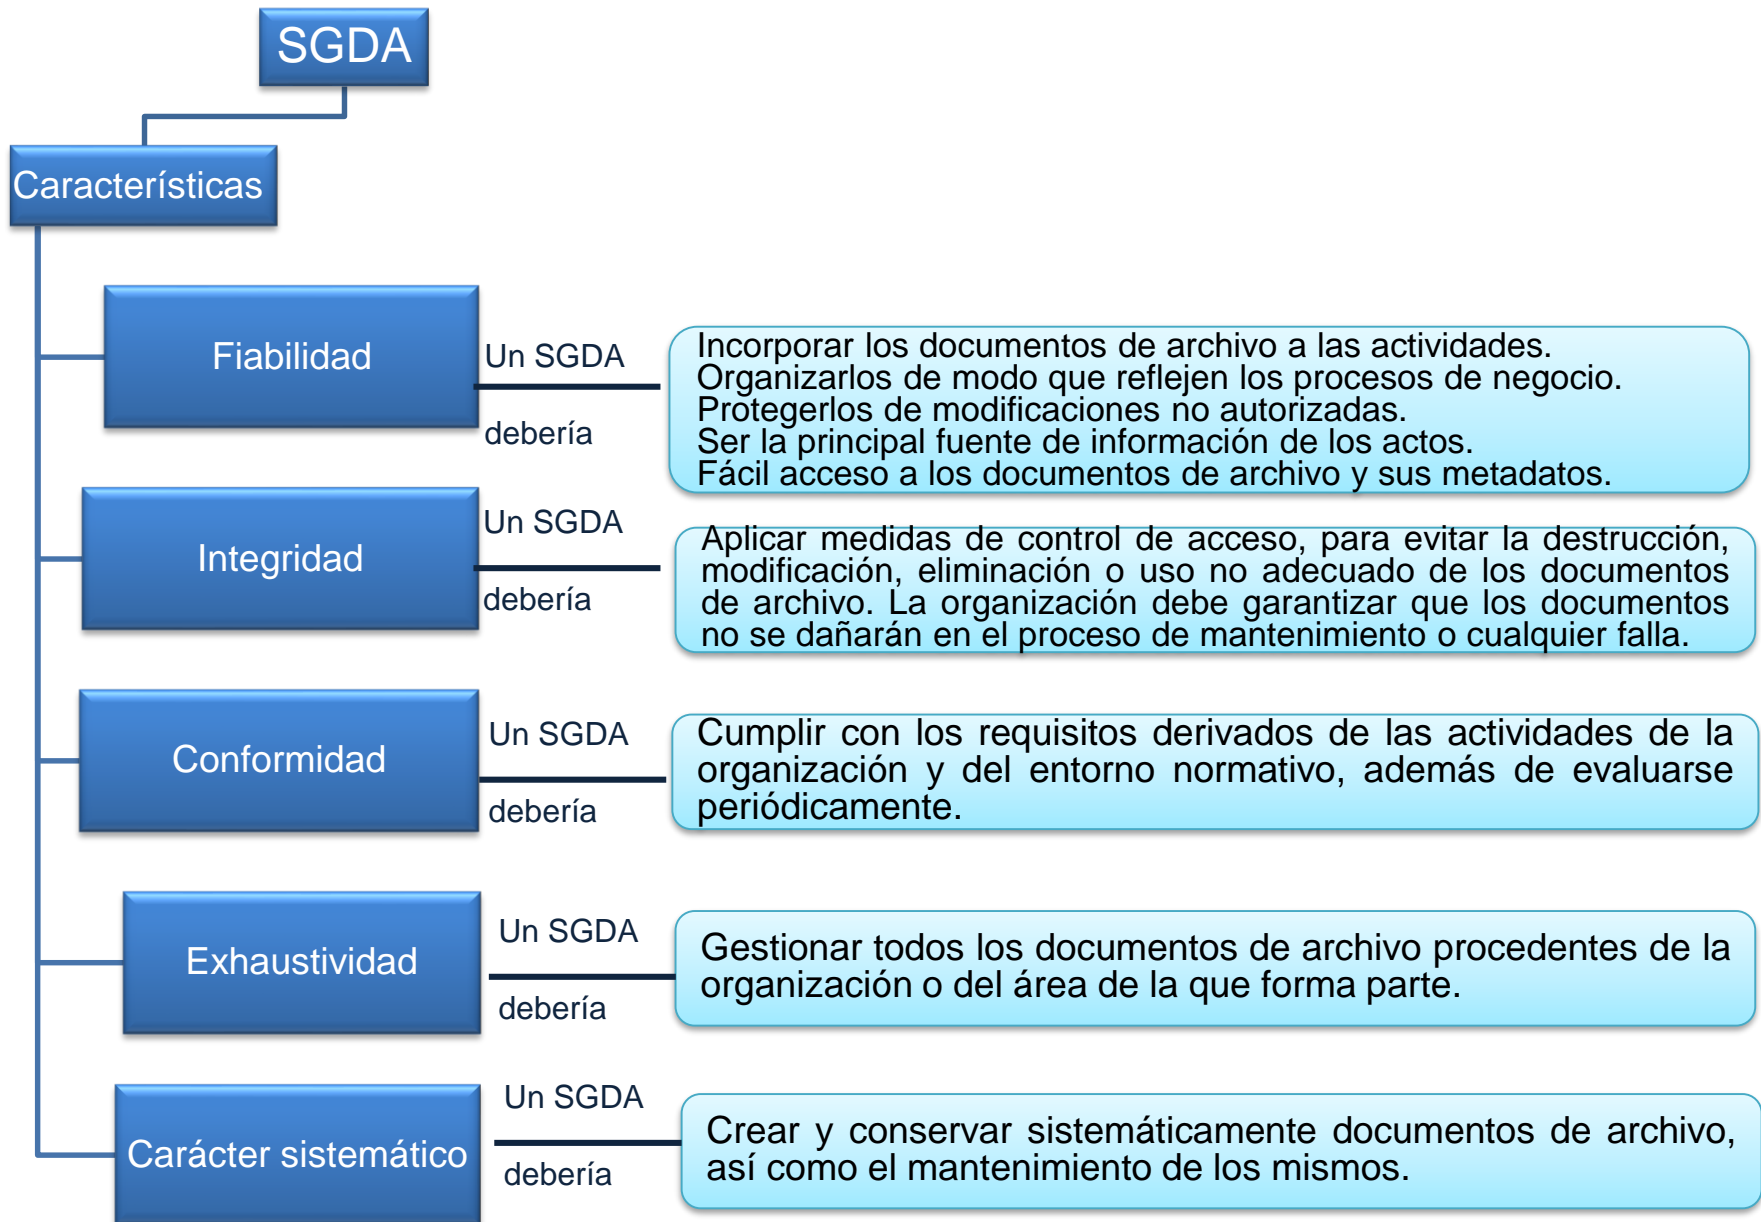 SGDA
Características
Fiabilidad
Un SGDA
debería
Incorporar los documentos de archivo a las actividades.
Organizarlos de modo que reflejen los procesos de negocio.
Protegerlos de modificaciones no autorizadas.
Ser la principal fuente de información de los actos.
Fácil acceso a los documentos de archivo y sus metadatos.
Integridad
Un SGDA
debería
Aplicar medidas de control de acceso, para evitar la destrucción,
modificación, eliminación o uso no adecuado de los documentos
de archivo. La organización debe garantizar que los documentos
no se dañarán en el proceso de mantenimiento o cualquier falla.
Conformidad
Un SGDA
debería
Cumplir con los requisitos derivados de las actividades de la
organización y del entorno normativo, además de evaluarse
periódicamente.
Exhaustividad
Un SGDA
debería
Gestionar todos los documentos de archivo procedentes de la
organización o del área de la que forma parte.
Carácter sistemático
Un SGDA
debería
Crear y conservar sistemáticamente documentos de archivo,
así como el mantenimiento de los mismos.